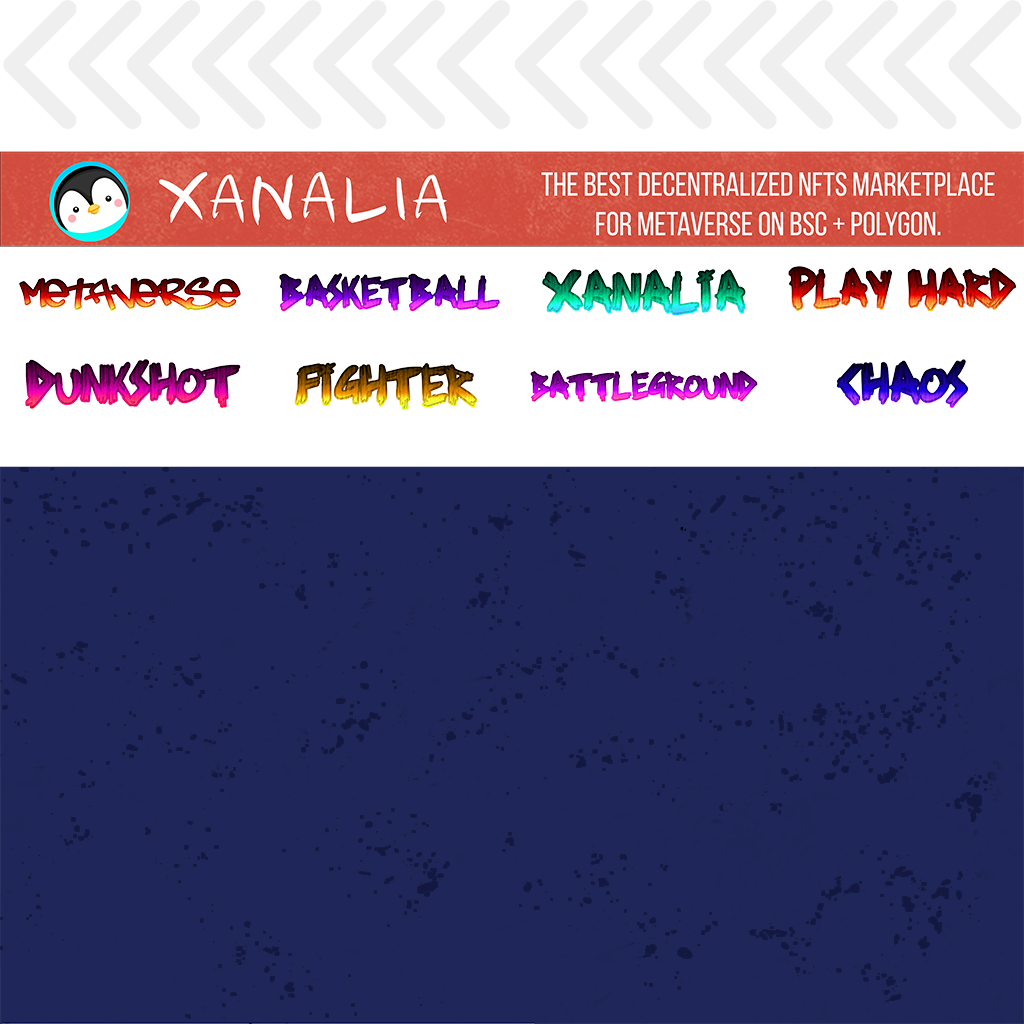 XANALIA
THE BEST DECENTRALIZED NFTS MARKETPLACE
FOR METAVERSE ON BSC + POLYGON.
METAVERSE
BASKETBALL
XANALiA
PLAY HARD
DUNKSHOT
FiGHTER
BATTLEGROUND
CHAOS